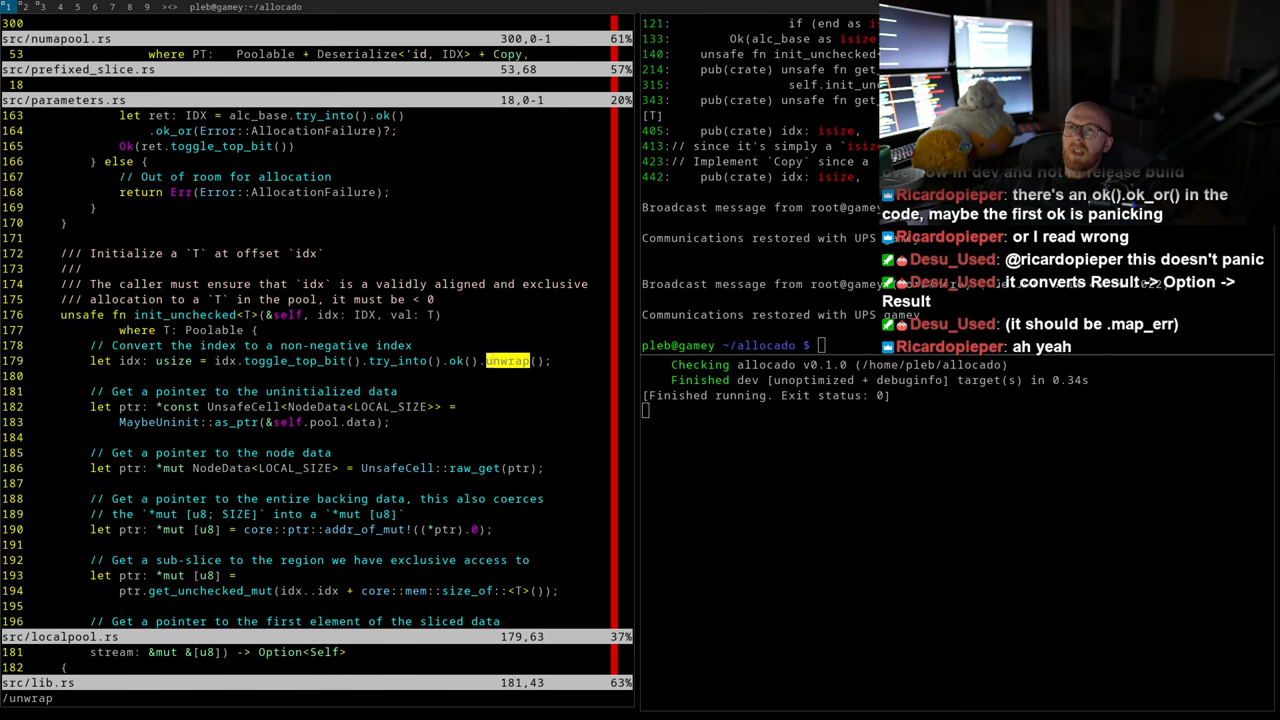 1 2 3 4 5 6 7 8 9 ><> pleb@gamey:~/allocado
300
src/numapool.rs 300,0-1 61%
53 where PT: Poolable + Deserialize<'id, IDX> + Copy,
src/prefixed_slice.rs 53,68 57%
18
src/parameters.rs 18,0-1 20%
163 let ret: IDX = alc_base.try_into().ok()
164 .ok_or(Error::AllocationFailure)?;
165 Ok(ret.toggle_top_bit())
166 } else {
167 // Out of room for allocation
168 return Err(Error::AllocationFailure);
169 }
170 }
171
172 /// Initialize a `T` at offset `idx`
173 ///
174 /// The caller must ensure that `idx` is a validly aligned and exclusive
175 /// allocation to a `T` in the pool, it must be < 0
176 unsafe fn init_unchecked<T>(&self, idx: IDX, val: T)
177 where T: Poolable {
178 // Convert the index to a non-negative index
179 let idx: usize = idx.toggle_top_bit().try_into().ok().unwrap();
180
181 // Get a pointer to the uninitialized data
182 let ptr: *const UnsafeCell<NodeData<LOCAL_SIZE>> =
183 MaybeUninit::as_ptr(&self.pool.data);
184
185 // Get a pointer to the node data
186 let ptr: *mut NodeData<LOCAL_SIZE> = UnsafeCell::raw_get(ptr);
187
188 // Get a pointer to the entire backing data, this also coerces
189 // the `*mut [u8; SIZE]` into a `*mut [u8]`
190 let ptr: *mut [u8] = core::ptr::addr_of_mut!((*ptr).0);
191
192 // Get a sub-slice to the region we have exclusive access to
193 let ptr: *mut [u8] =
194 ptr.get_unchecked_mut(idx..idx + core::mem::size_of::<T>());
195
196 // Get a pointer to the first element of the sliced data
src/localpool.rs 179,63 37%
181 stream: &mut &[u8]) -> Option<Self>
182 {
src/lib.rs 181,43 63%
/unwrap
121: if (end as i
133: Ok(alc_base as isize,
140: unsafe fn init_unchecked
214: pub(crate) unsafe fn get_
315: self.init_un
343: pub(crate) unsafe fn get_
[T]
405: pub(crate) idx: isize,
413:// since it's simply a `isize
423:// Implement `Copy` since a
442: pub(crate) idx: isize,
Broadcast message from root@gamey
Communications restored with UPS
Broadcast message from root@gamey
Communications restored with UPS gamey
pleb@gamey ~/allocado $
Checking allocado v0.1.0 (/home/pleb/allocado)
Finished dev [unoptimized + debuginfo] target(s) in 0.34s
[Finished running. Exit status: 0]
overflow in dev and not in release build
Ricardopieper: there's an ok().ok_or() in the
code, maybe the first ok is panicking
Ricardopieper: or I read wrong
Desu_Used: @ricardopieper this doesn't panic
Desu_Used: it converts Result -> Option ->
Result
Desu_Used: (it should be .map_err)
Ricardopieper: ah yeah